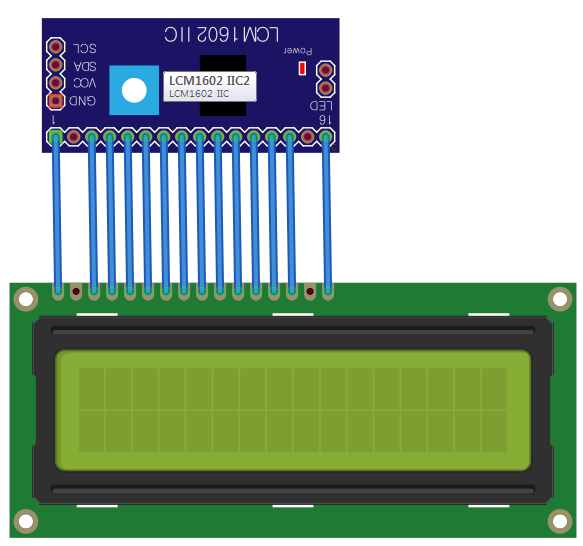 LCM1602 IIC
SCL
SDA
VCC
GND
Power
LED
1
16
LCM1602 IIC2
LCM1602 IIC